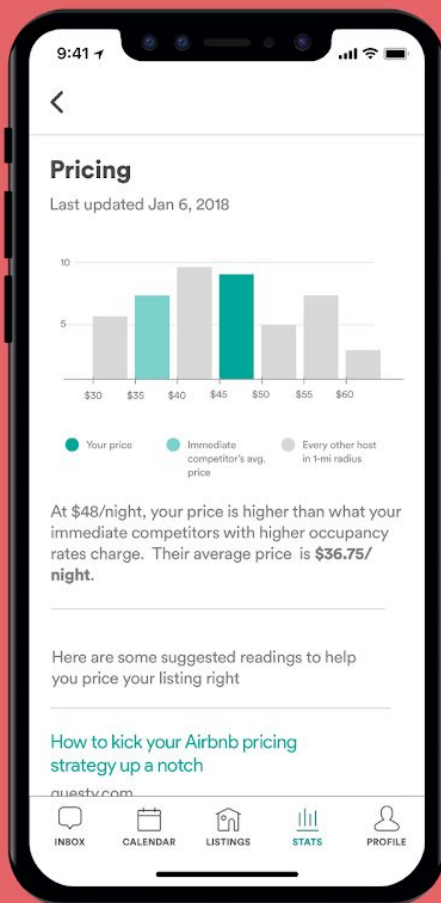 9:41
Pricing
Last updated Jan 6, 2018
10
5
$30 $35 $40 $45 $50 $55 $60
Your price
Immediate
competitor's avg.
price
Every other host
in 1-mi radius
At $48/night, your price is higher than what your
immediate competitors with higher occupancy
rates charge. Their average price is $36.75/
night.
Here are some suggested readings to help
you price your listing right
How to kick your Airbnb pricing
strategy up a notch
guesty.com
INBOX CALENDAR LISTINGS STATS PROFILE